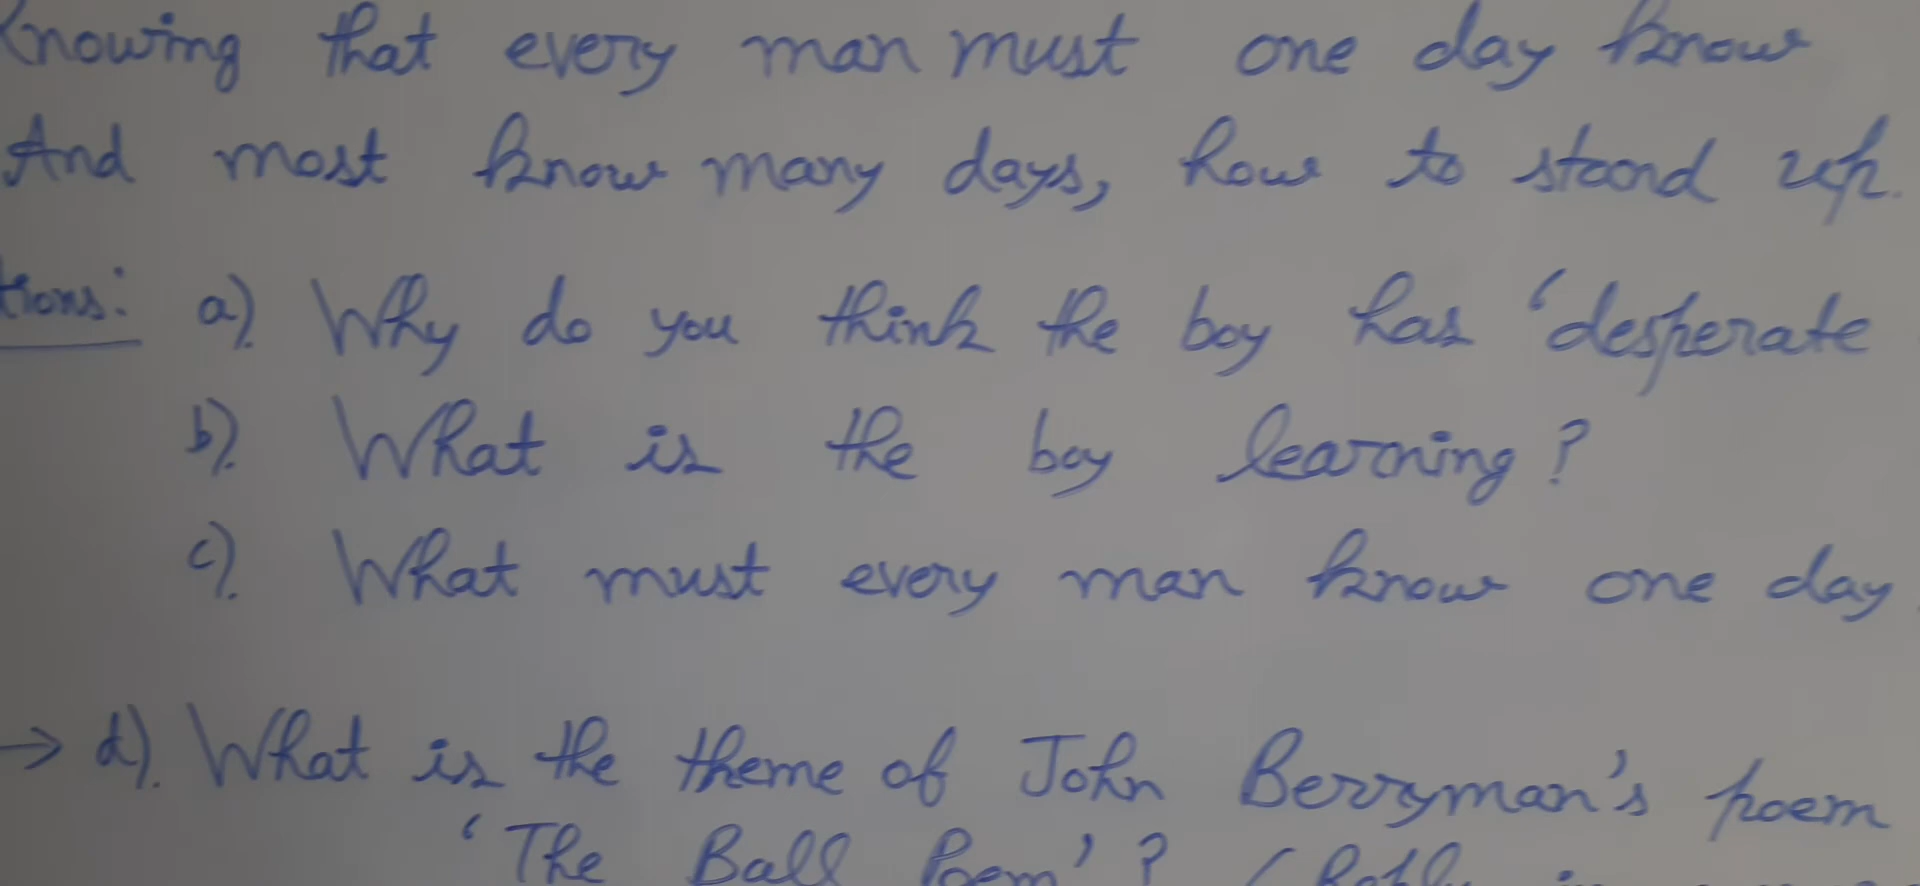 Knowing that every man must one day know
And most know many days, how to stand up.
tions: a). Why do you think the boy has 'desperate
b). What is the boy learning?
c). What must every man know one day
→ d). What is the theme of John Berryman's poem
'The Ball Poem'? (